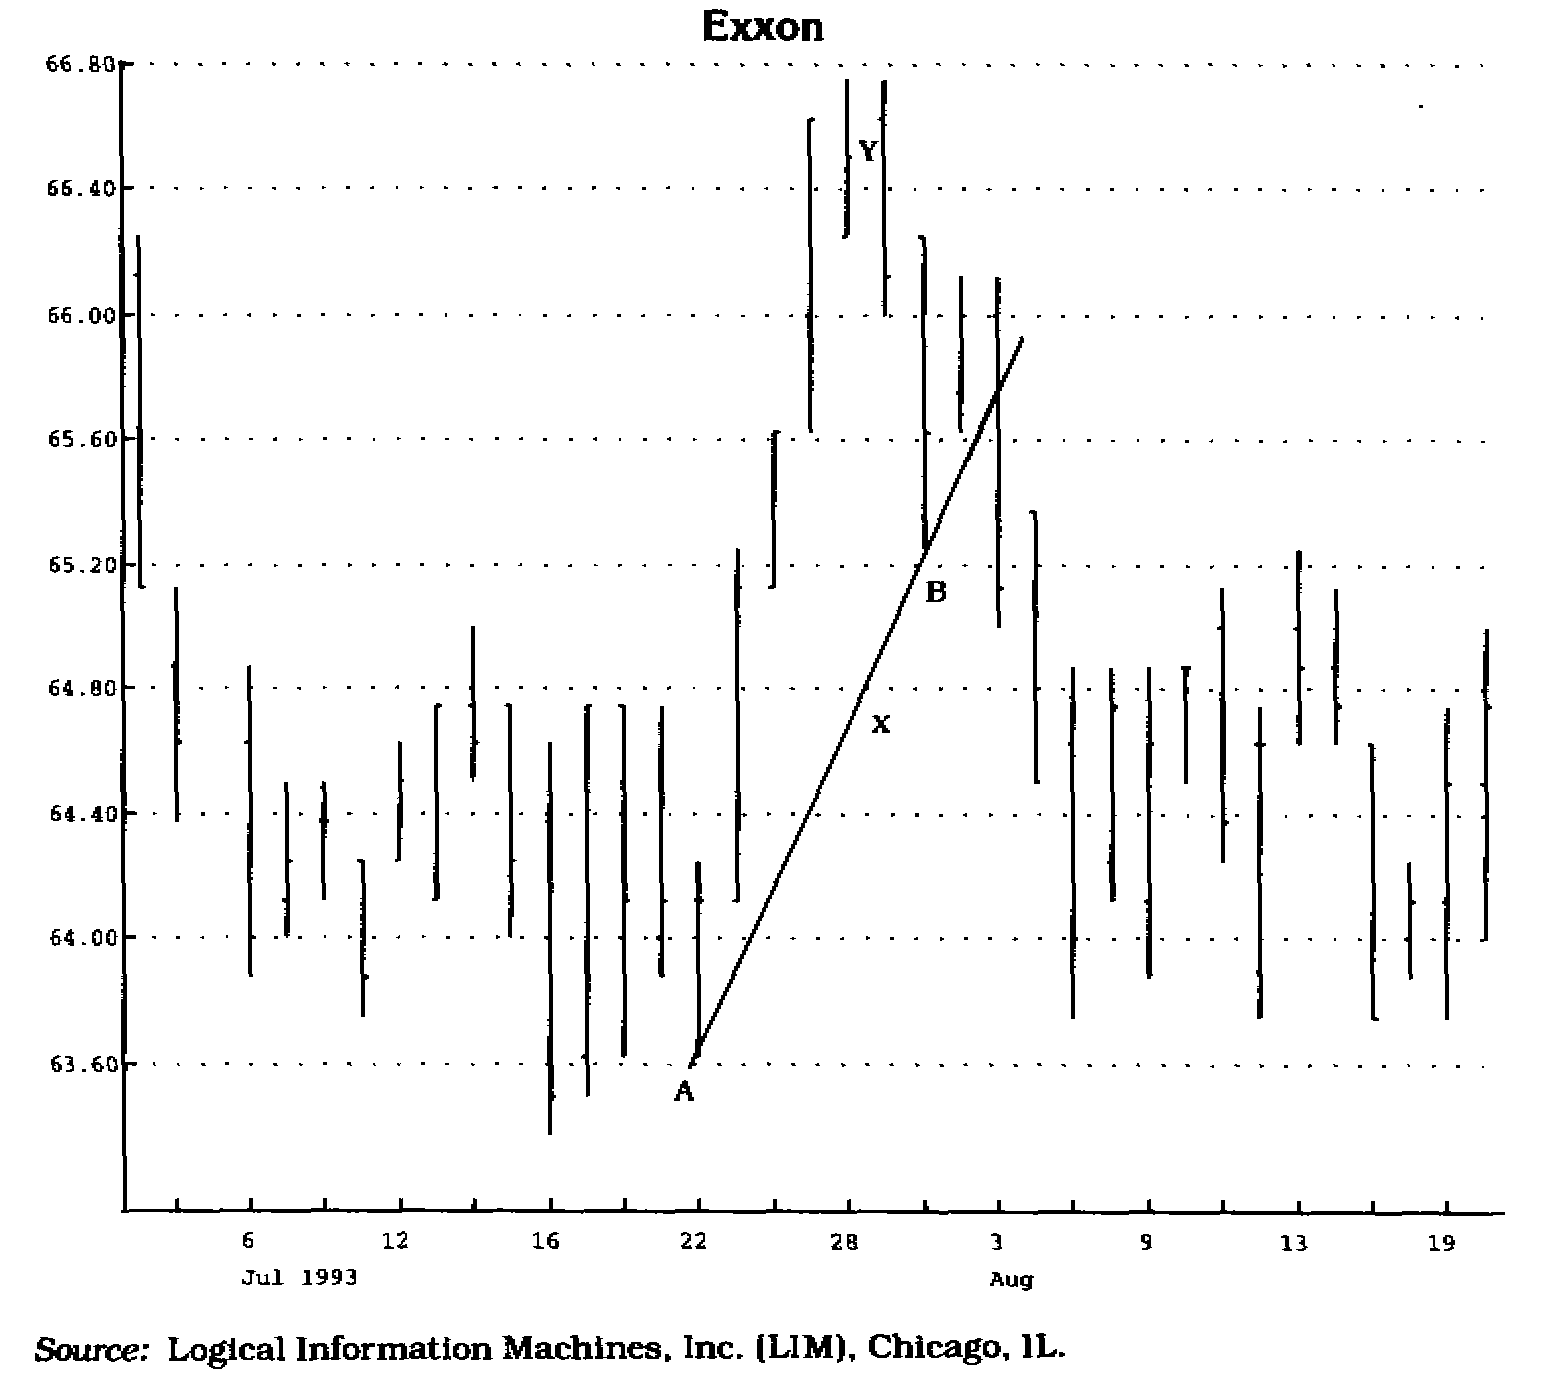 Exxon
66.80
66.40
66.00
65.60
65.20
64.80
64.40
64.00
63.60
Y
B
X
A
6 12 16 22 28 3 9 13 19
Jul 1993 Aug
Source: Logical Information Machines, Inc. (LIM), Chicago, IL.